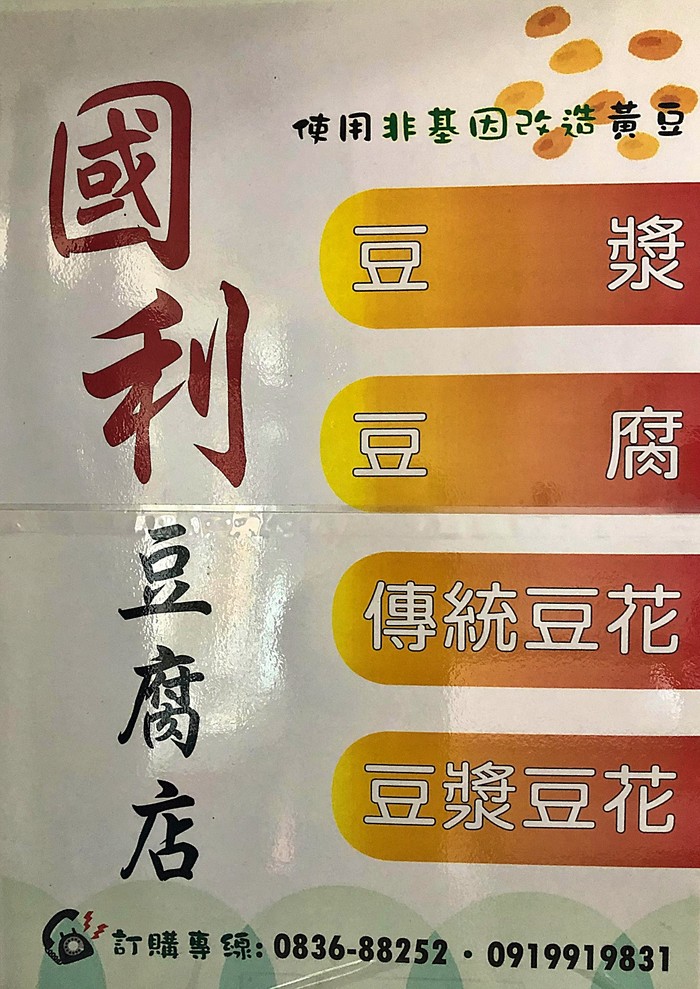 國利
豆腐店
使用非基因改造黃豆
豆漿
豆腐
傳統豆花
豆漿豆花
訂購專線: 0836-88252 · 0919919831